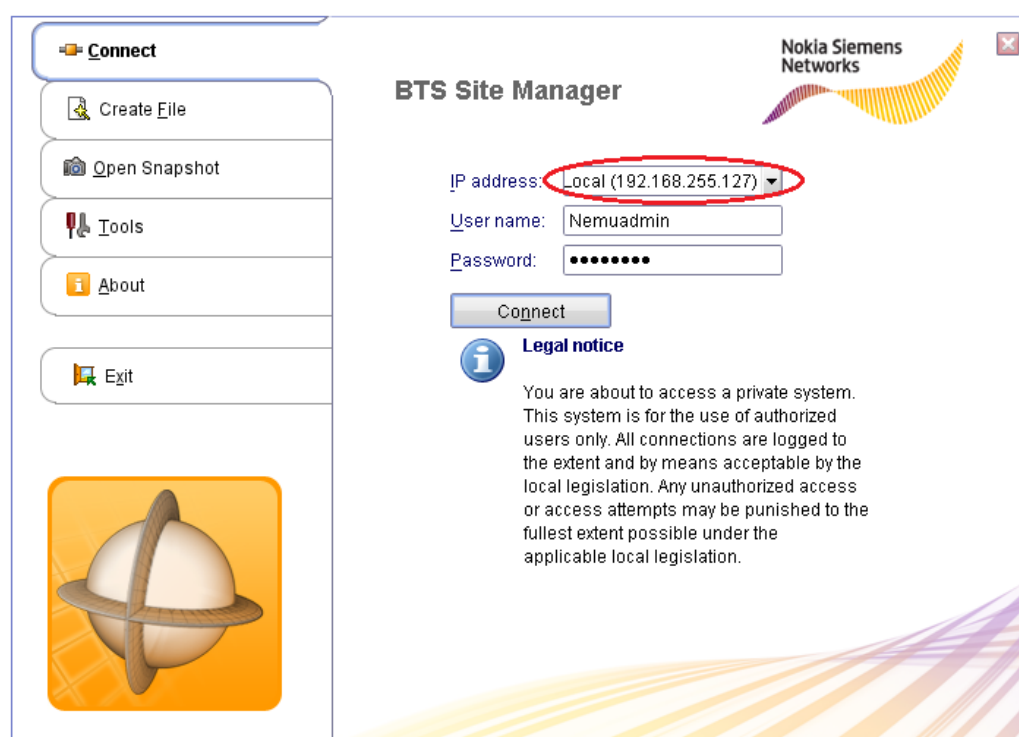 Connect
Create File
Open Snapshot
Tools
About
Exit
Nokia Siemens
Networks
BTS Site Manager
IP address: Local (192.168.255.127)
User name: Nemuadmin
Password: ●●●●●●●●
Connect
Legal notice
You are about to access a private system.
This system is for the use of authorized
users only. All connections are logged to
the extent and by means acceptable by the
local legislation. Any unauthorized access
or access attempts may be punished to the
fullest extent possible under the
applicable local legislation.